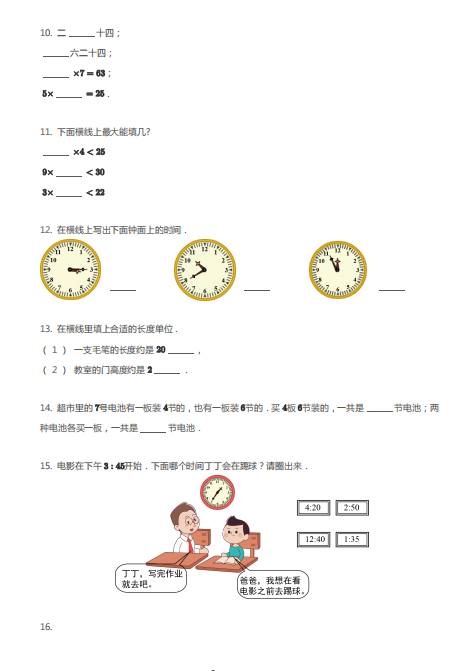 10. 二 ______ 十四；
______ 六二十四；
______ ×7 = 63；
5× ______ = 25．
11. 下面横线上最大能填几?
______ ×4 < 25
9× ______ < 30
3× ______ < 22
12. 在横线上写出下面钟面上的时间．
______ ______ ______
13. 在横线里填上合适的长度单位．
（ 1 ） 一支毛笔的长度约是 20 ______ ，
（ 2 ） 教室的门高度约是 2 ______ ．
14. 超市里的 7号电池有一板装 4节的，也有一板装 6节的．买 4板 6节装的，一共是 ______ 节电池；两
种电池各买一板，一共是 ______ 节电池．
15. 电影在下午 3：45开始．下面哪个时间丁丁会在踢球？请圈出来．
4:20 2:50
12:40 1:35
丁丁，写完作业
就去吧。
爸爸，我想在看
电影之前去踢球。
16.